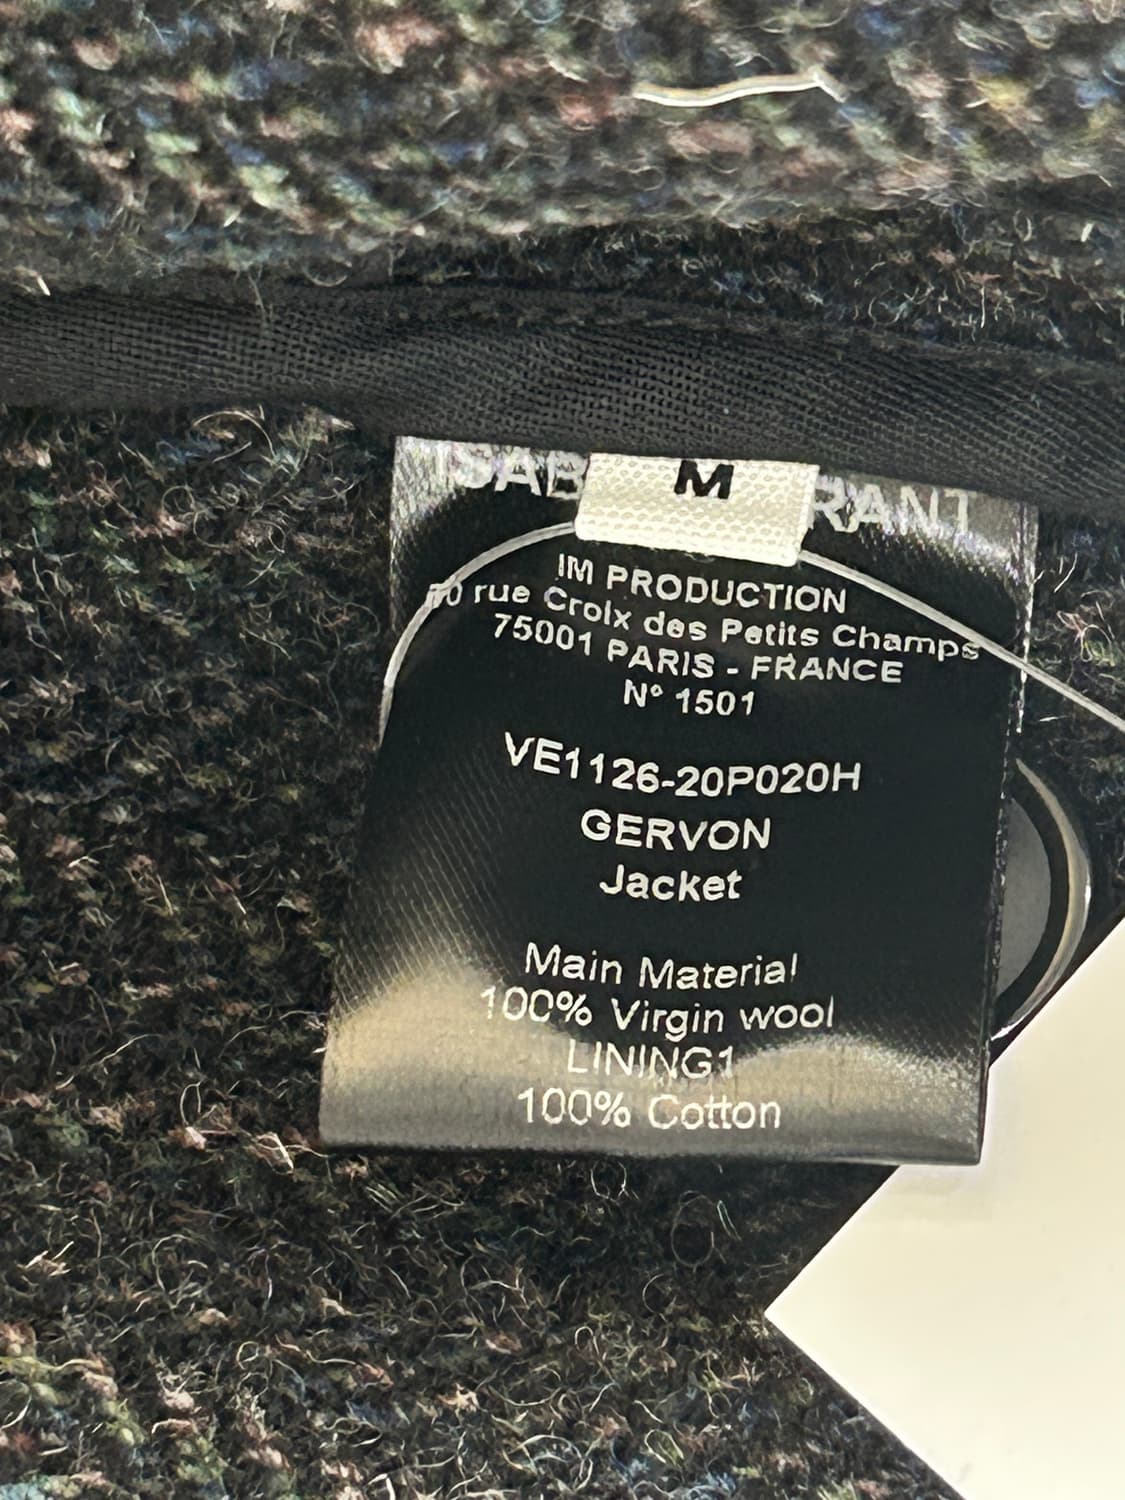 M
IM PRODUCTION
rue Croix des Petits Champs
75001 PARIS - FRANCE
N° 1501
VE1126-20P020H
GERVON
Jacket
Main Material
100% Virgin wool
LINING1
100% Cotton